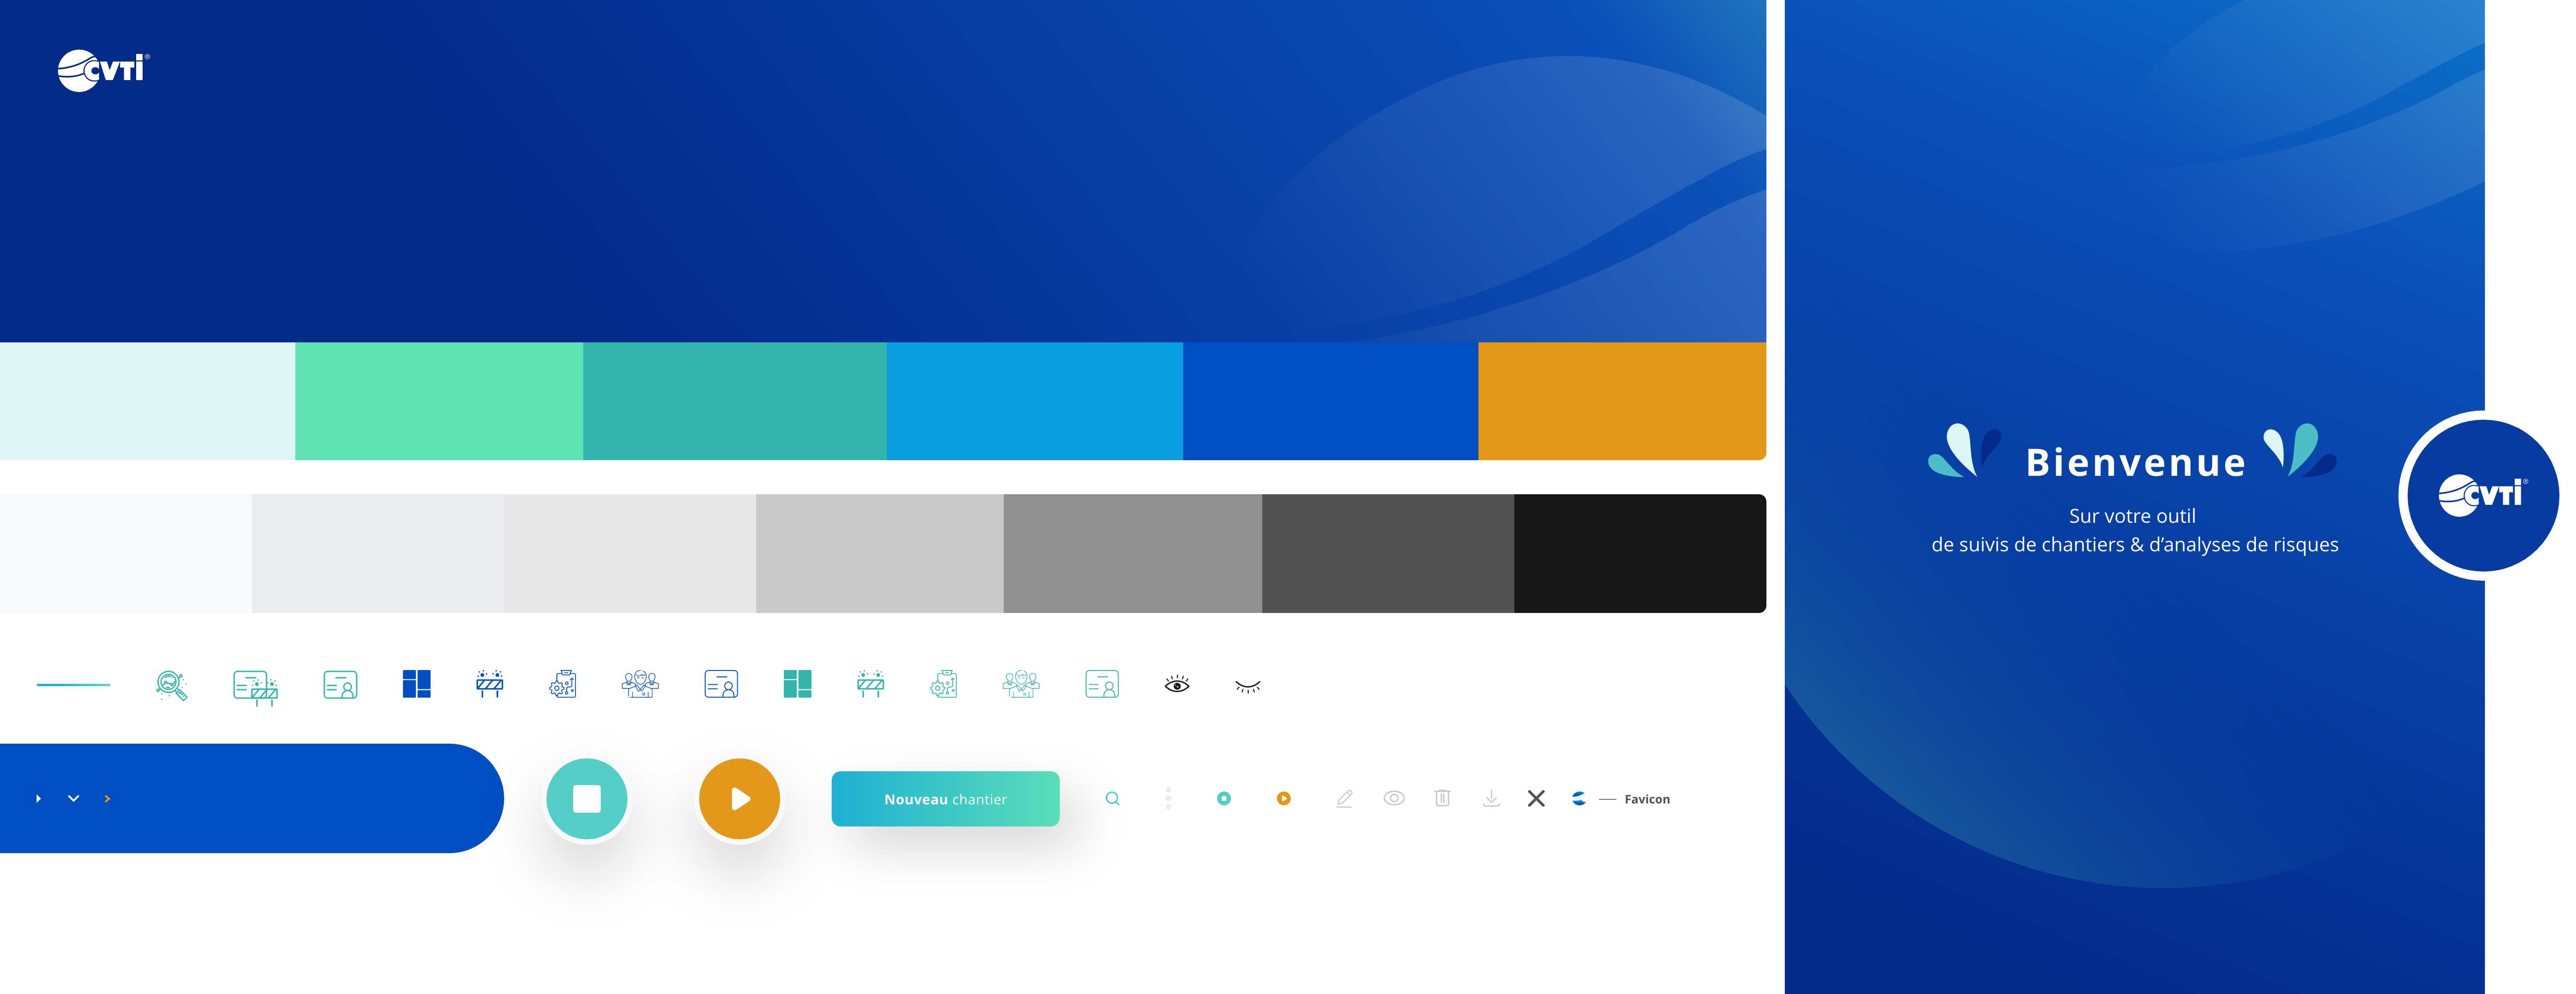 CVTi®
Nouveau chantier
Favicon
Bienvenue
Sur votre outil
de suivis de chantiers & d’analyses de risques
CVTi®